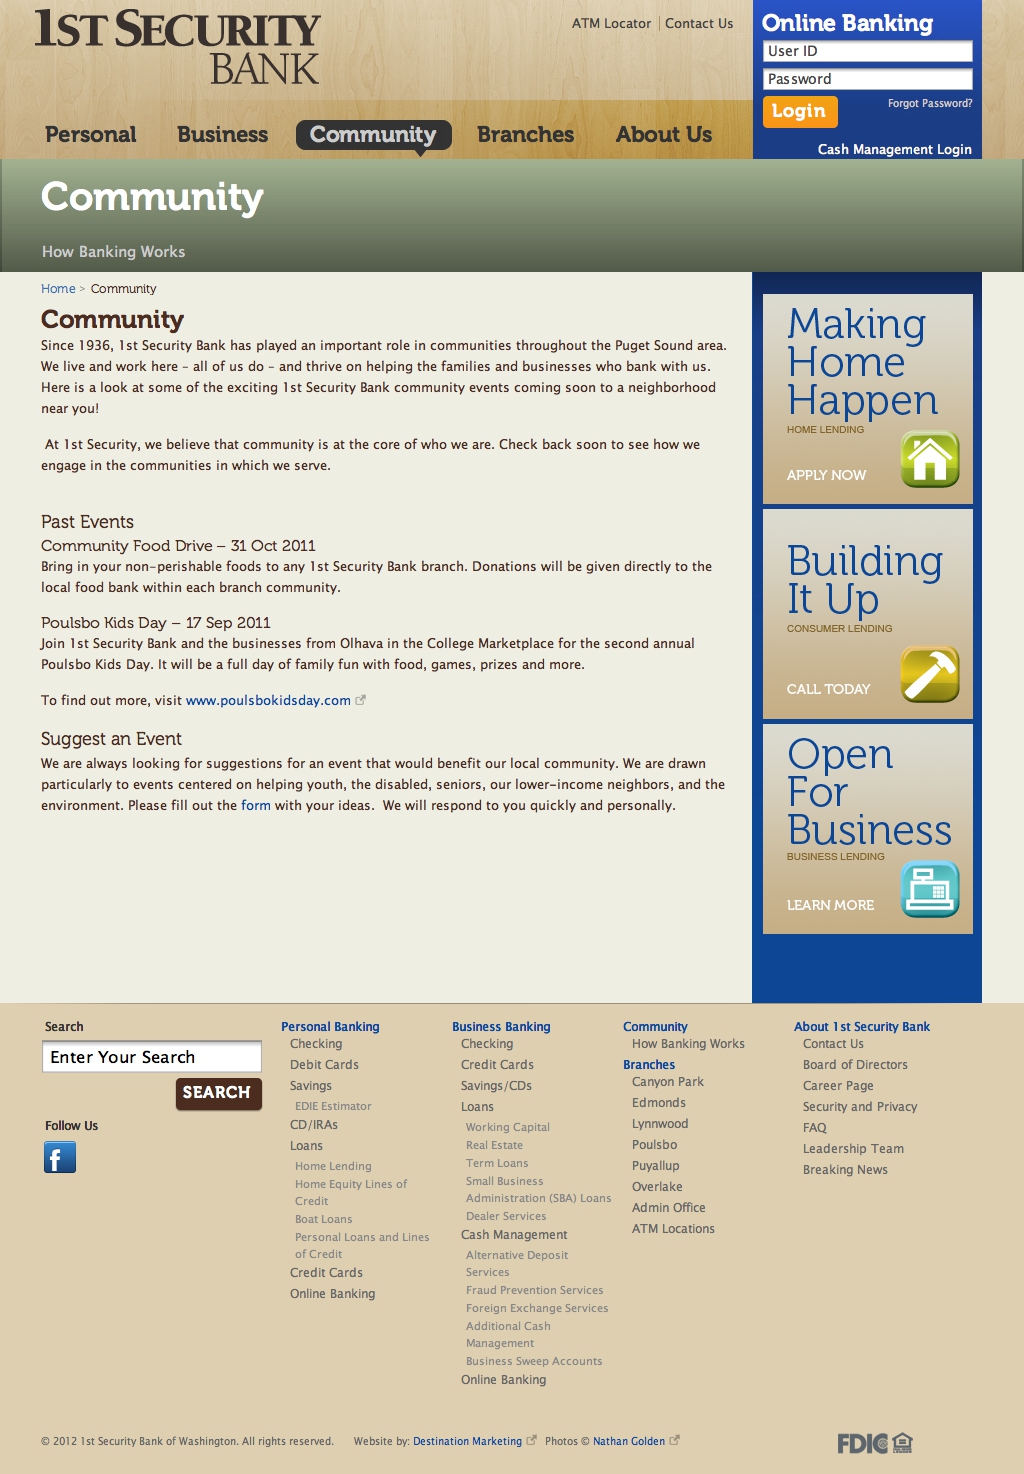 1ST SECURITY
BANK
ATM Locator | Contact Us
Online Banking
User ID
Password
Login
Forgot Password?
Cash Management Login
Personal
Business
Community
Branches
About Us
Community
How Banking Works
Home > Community
Community
Since 1936, 1st Security Bank has played an important role in communities throughout the Puget Sound area.
We live and work here – all of us do – and thrive on helping the families and businesses who bank with us.
Here is a look at some of the exciting 1st Security Bank community events coming soon to a neighborhood
near you!
At 1st Security, we believe that community is at the core of who we are. Check back soon to see how we
engage in the communities in which we serve.
Past Events
Community Food Drive – 31 Oct 2011
Bring in your non-perishable foods to any 1st Security Bank branch. Donations will be given directly to the
local food bank within each branch community.
Poulsbo Kids Day – 17 Sep 2011
Join 1st Security Bank and the businesses from Olhava in the College Marketplace for the second annual
Poulsbo Kids Day. It will be a full day of family fun with food, games, prizes and more.
To find out more, visit www.poulsbokidsday.com
Suggest an Event
We are always looking for suggestions for an event that would benefit our local community. We are drawn
particularly to events centered on helping youth, the disabled, seniors, our lower-income neighbors, and the
environment. Please fill out the form with your ideas.  We will respond to you quickly and personally.
Making
Home
Happen
HOME LENDING
APPLY NOW
Building
It Up
CONSUMER LENDING
CALL TODAY
Open
For
Business
BUSINESS LENDING
LEARN MORE
Search
Enter Your Search
SEARCH
Follow Us
f
Personal Banking
Checking
Debit Cards
Savings
EDIE Estimator
CD/IRAs
Loans
Home Lending
Home Equity Lines of
Credit
Boat Loans
Personal Loans and Lines
of Credit
Credit Cards
Online Banking
Business Banking
Checking
Credit Cards
Savings/CDs
Loans
Working Capital
Real Estate
Term Loans
Small Business
Administration (SBA) Loans
Dealer Services
Cash Management
Alternative Deposit
Services
Fraud Prevention Services
Foreign Exchange Services
Additional Cash
Management
Business Sweep Accounts
Online Banking
Community
How Banking Works
Branches
Canyon Park
Edmonds
Lynnwood
Poulsbo
Puyallup
Overlake
Admin Office
ATM Locations
About 1st Security Bank
Contact Us
Board of Directors
Career Page
Security and Privacy
FAQ
Leadership Team
Breaking News
© 2012 1st Security Bank of Washington. All rights reserved.
Website by: Destination Marketing
Photos © Nathan Golden
FDIC